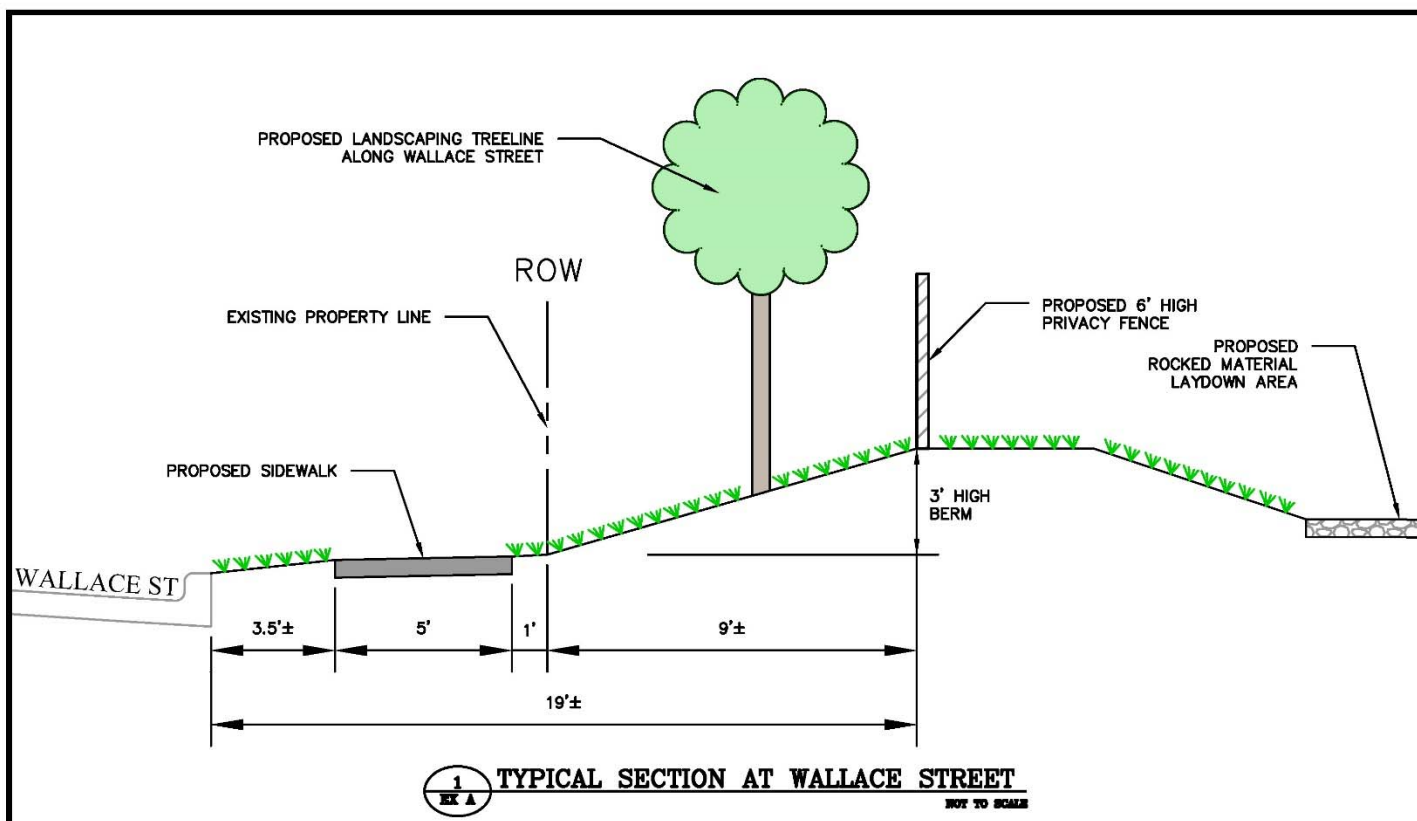 PROPOSED LANDSCAPING TREELINE
ALONG WALLACE STREET
ROW
EXISTING PROPERTY LINE
PROPOSED 6' HIGH
PRIVACY FENCE
PROPOSED
ROCKED MATERIAL
LAYDOWN AREA
PROPOSED SIDEWALK
3' HIGH
BERM
WALLACE ST
3.5'±
5'
1'
9'±
19'±
1
EX A
TYPICAL SECTION AT WALLACE STREET
NOT TO SCALE